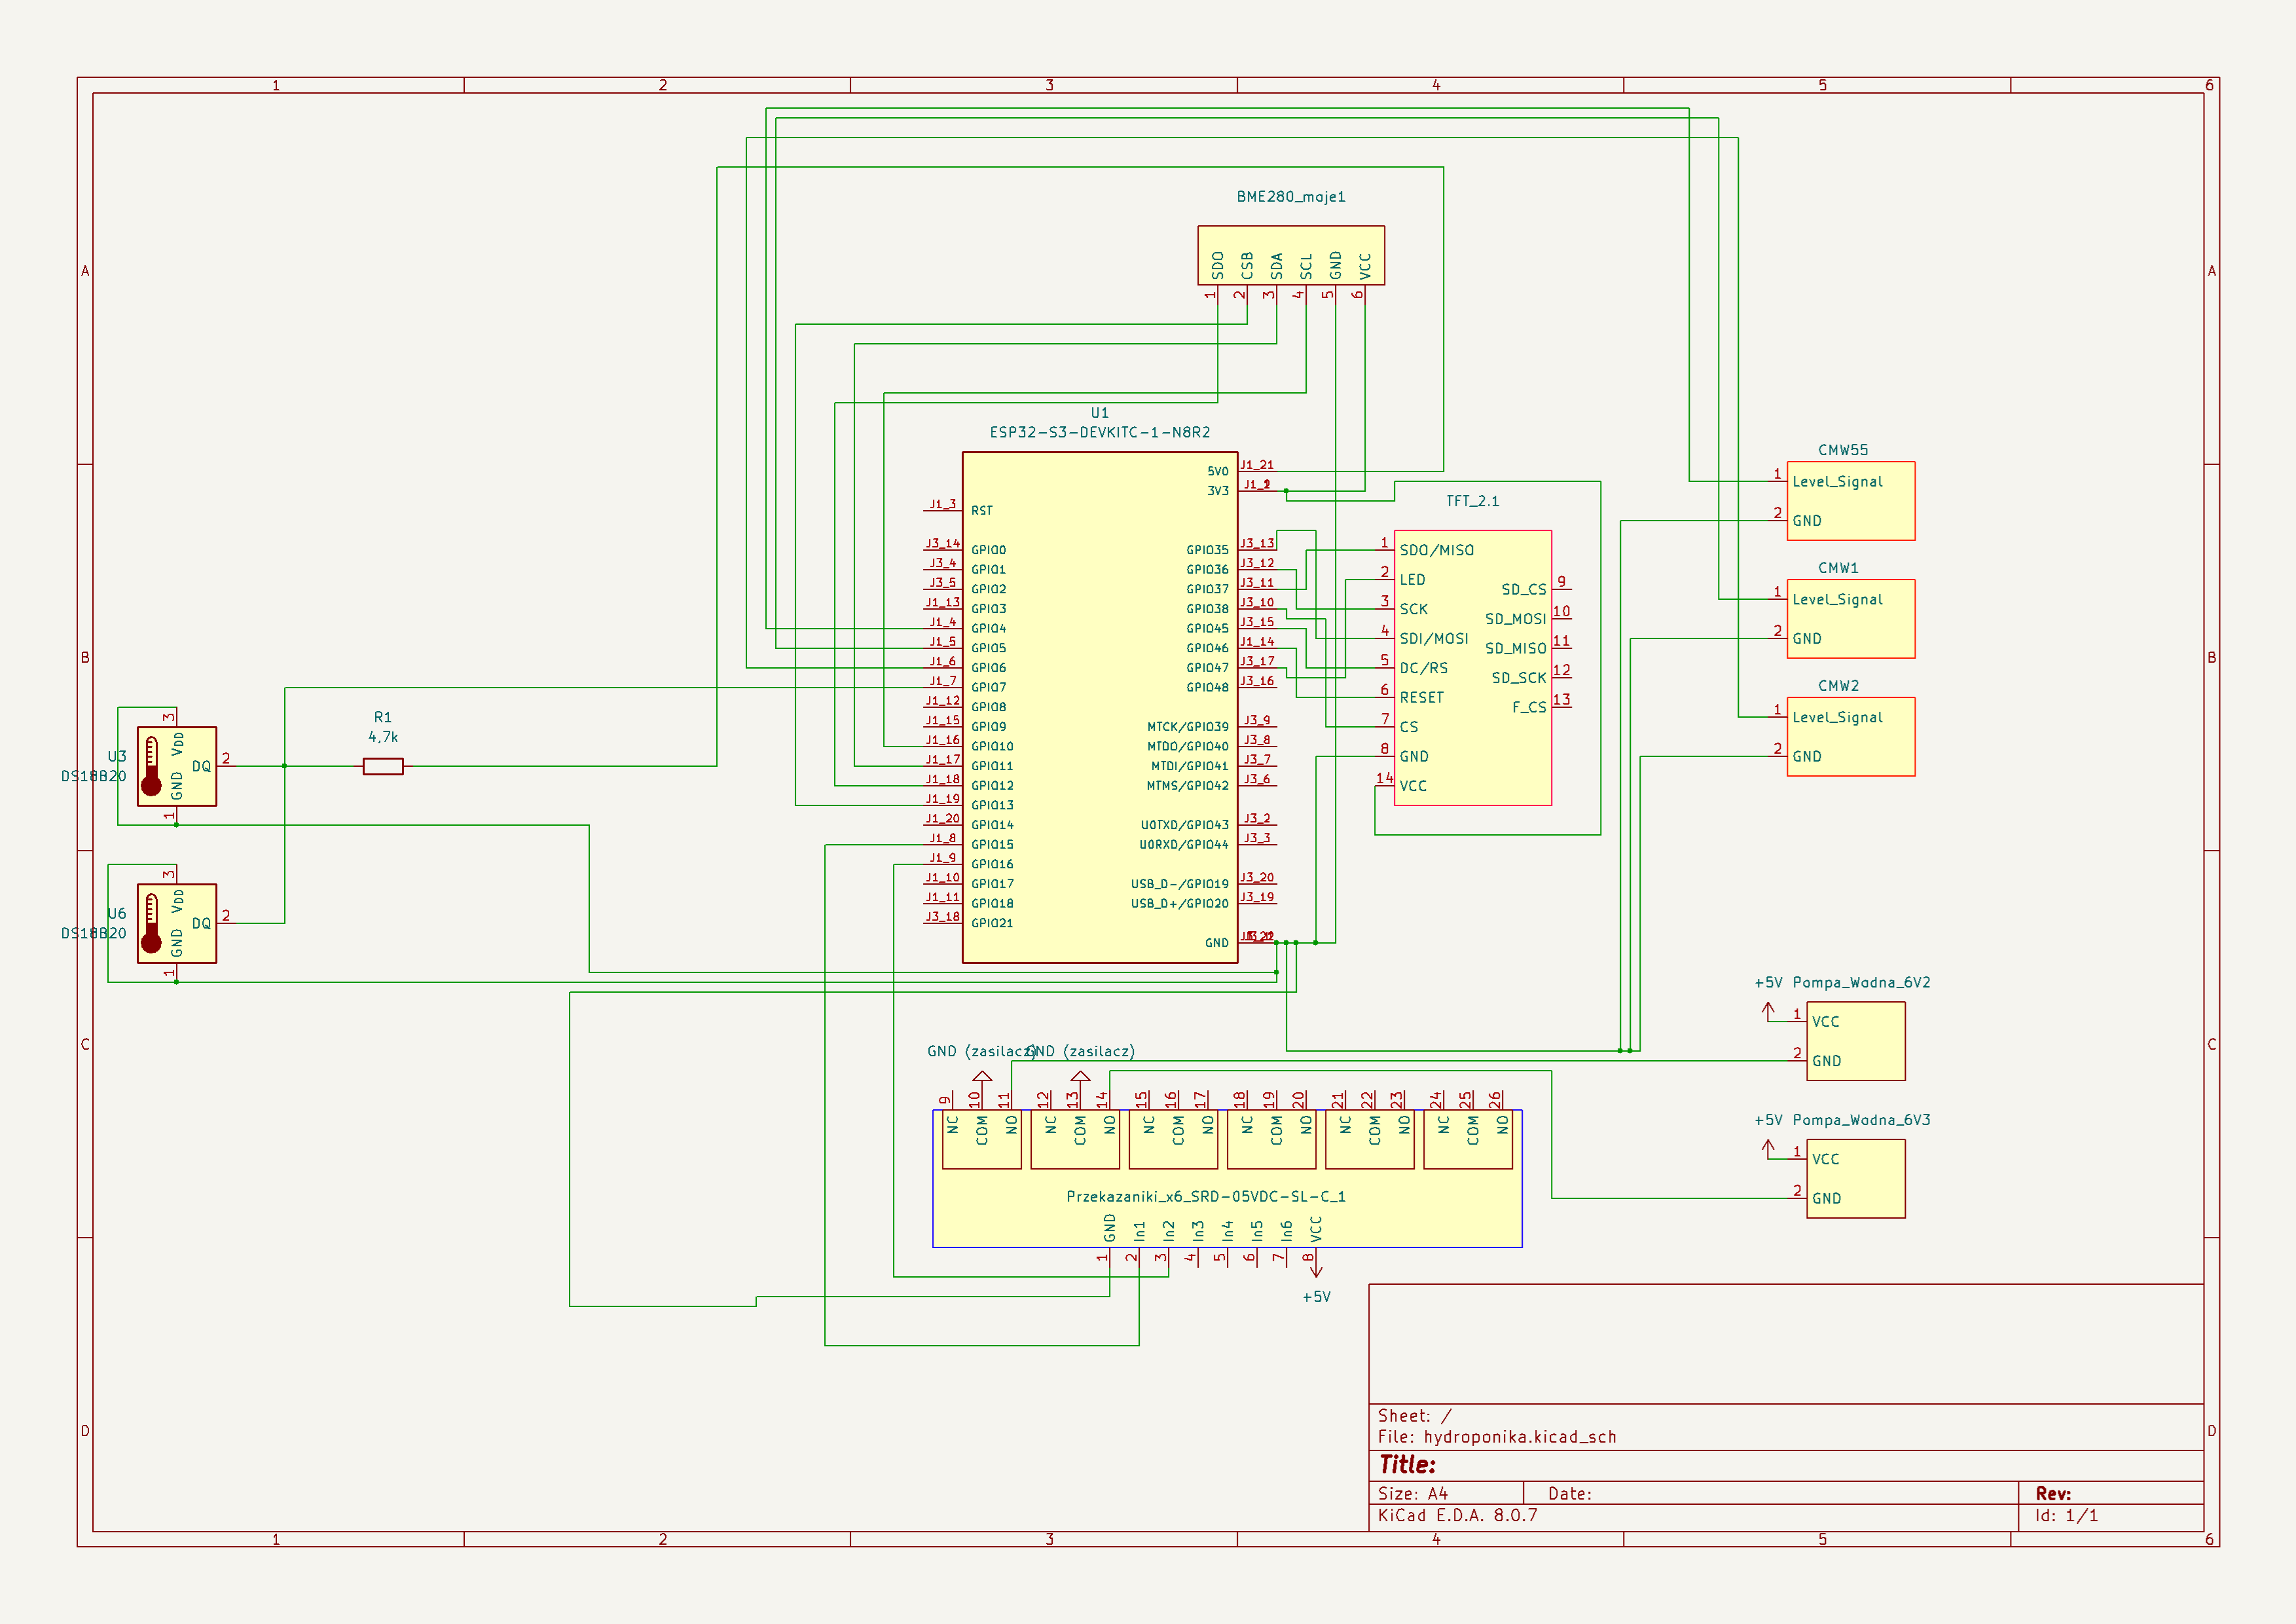 1 2 3 4 5 6
A
B
C
D
A
B
C
D
1 2 3 4 5 6
BME280_moje1
SDO CSB SDA SCL GND VCC
1 2 3 4 5 6
U1
ESP32-S3-DEVKITC-1-N8R2
J1_3 RST
J3_14 GPIO0
J3_4 GPIO1
J3_5 GPIO2
J1_13 GPIO3
J1_4 GPIO4
J1_5 GPIO5
J1_6 GPIO6
J1_7 GPIO7
J1_12 GPIO8
J1_15 GPIO9
J1_16 GPIO10
J1_17 GPIO11
J1_18 GPIO12
J1_19 GPIO13
J1_20 GPIO14
J1_8 GPIO15
J1_9 GPIO16
J1_10 GPIO17
J1_11 GPIO18
J3_18 GPIO21
5V0 J1_21
3V3
GPIO35 J3_13
GPIO36 J3_12
GPIO37 J3_11
GPIO38 J3_10
GPIO45 J3_15
GPIO46 J1_14
GPIO47 J3_17
GPIO48 J3_16
MTCK/GPIO39 J3_9
MTDO/GPIO40 J3_8
MTDI/GPIO41 J3_7
MTMS/GPIO42 J3_6
U0TXD/GPIO43 J3_2
U0RXD/GPIO44 J3_3
USB_D-/GPIO19 J3_20
USB_D+/GPIO20 J3_19
GND
TFT_2.1
1 SDO/MISO
2 LED
3 SCK
4 SDI/MOSI
5 DC/RS
6 RESET
7 CS
8 GND
14 VCC
SD_CS 9
SD_MOSI 10
SD_MISO 11
SD_SCK 12
F_CS 13
CMW55
1 Level_Signal
2 GND
CMW1
1 Level_Signal
2 GND
CMW2
1 Level_Signal
2 GND
U3
DS18B20
3 VDD
DQ 2
GND 1
R1
4,7k
U6
DS18B20
3 VDD
DQ 2
GND 1
+5V Pompa_Wodna_6V2
1 VCC
2 GND
+5V Pompa_Wodna_6V3
1 VCC
2 GND
GND (zasilacz) GND (zasilacz)
9 10 11 12 13 14 15 16 17 18 19 20 21 22 23 24 25 26
NC COM NO NC COM NO NC COM NO NC COM NO NC COM NO NC COM NO
Przekazaniki_x6_SRD-05VDC-SL-C_1
GND In1 In2 In3 In4 In5 In6 VCC
1 2 3 4 5 6 7 8
+5V
Sheet: /
File: hydroponika.kicad_sch
Title:
Size: A4 Date: Rev:
KiCad E.D.A. 8.0.7 Id: 1/1